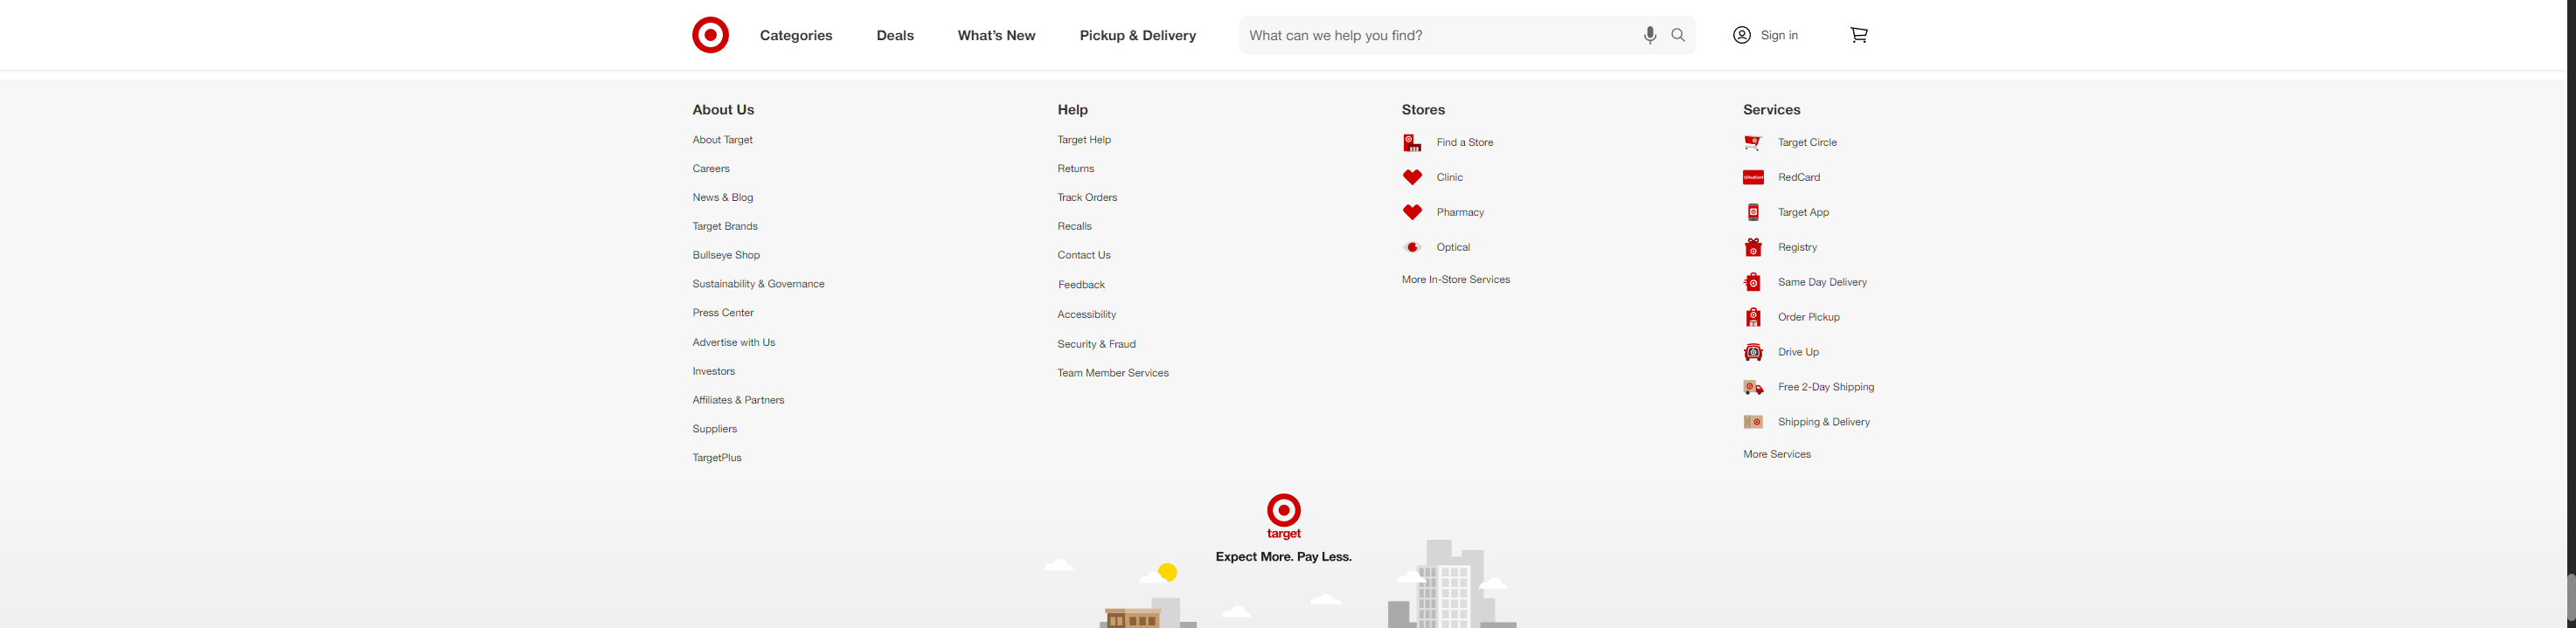 Categories
Deals
What's New
Pickup & Delivery
What can we help you find?
Sign in
About Us
About Target
Careers
News & Blog
Target Brands
Bullseye Shop
Sustainability & Governance
Press Center
Advertise with Us
Investors
Affiliates & Partners
Suppliers
TargetPlus
Help
Target Help
Returns
Track Orders
Recalls
Contact Us
Feedback
Accessibility
Security & Fraud
Team Member Services
Stores
Find a Store
Clinic
Pharmacy
Optical
More In-Store Services
Services
Target Circle
RedCard
Target App
Registry
Same Day Delivery
Order Pickup
Drive Up
Free 2-Day Shipping
Shipping & Delivery
More Services
target
Expect More. Pay Less.